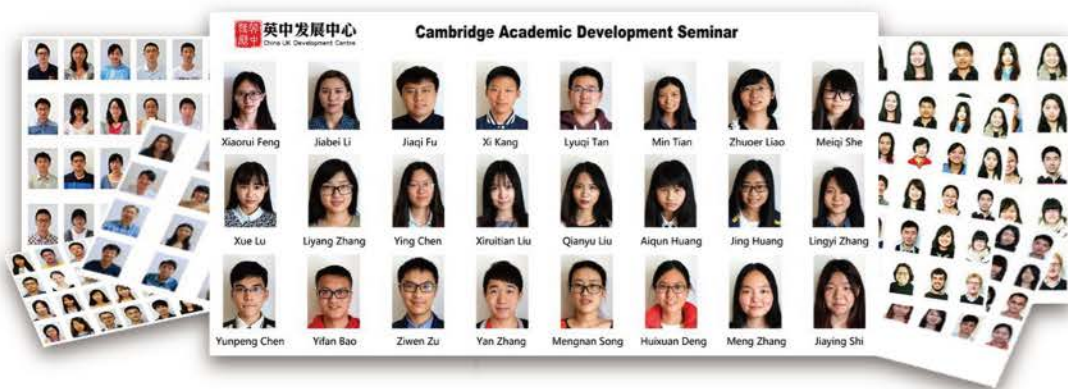 英中发展中心
China UK Development Centre
Cambridge Academic Development Seminar
Xiaorui Feng Jiabei Li Jiaqi Fu Xi Kang Lyuqi Tan Min Tian Zhuoer Liao Meiqi She
Xue Lu Liyang Zhang Ying Chen Xiruitian Liu Qianyu Liu Aiqun Huang Jing Huang Lingyi Zhang
Yunpeng Chen Yifan Bao Ziwen Zu Yan Zhang Mengnan Song Huixuan Deng Meng Zhang Jiaying Shi